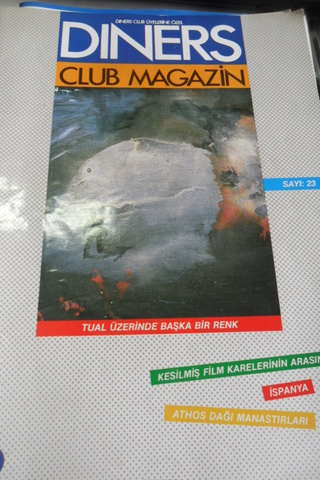 DINERS CLUB ÜYELERİNE ÖZEL
DINERS
CLUB MAGAZİN
SAYI: 23
TUAL ÜZERİNDE BAŞKA BİR RENK
KESİLMİŞ FİLM KARELERİNİN ARASIN
İSPANYA
ATHOS DAĞI MANASTIRLARI